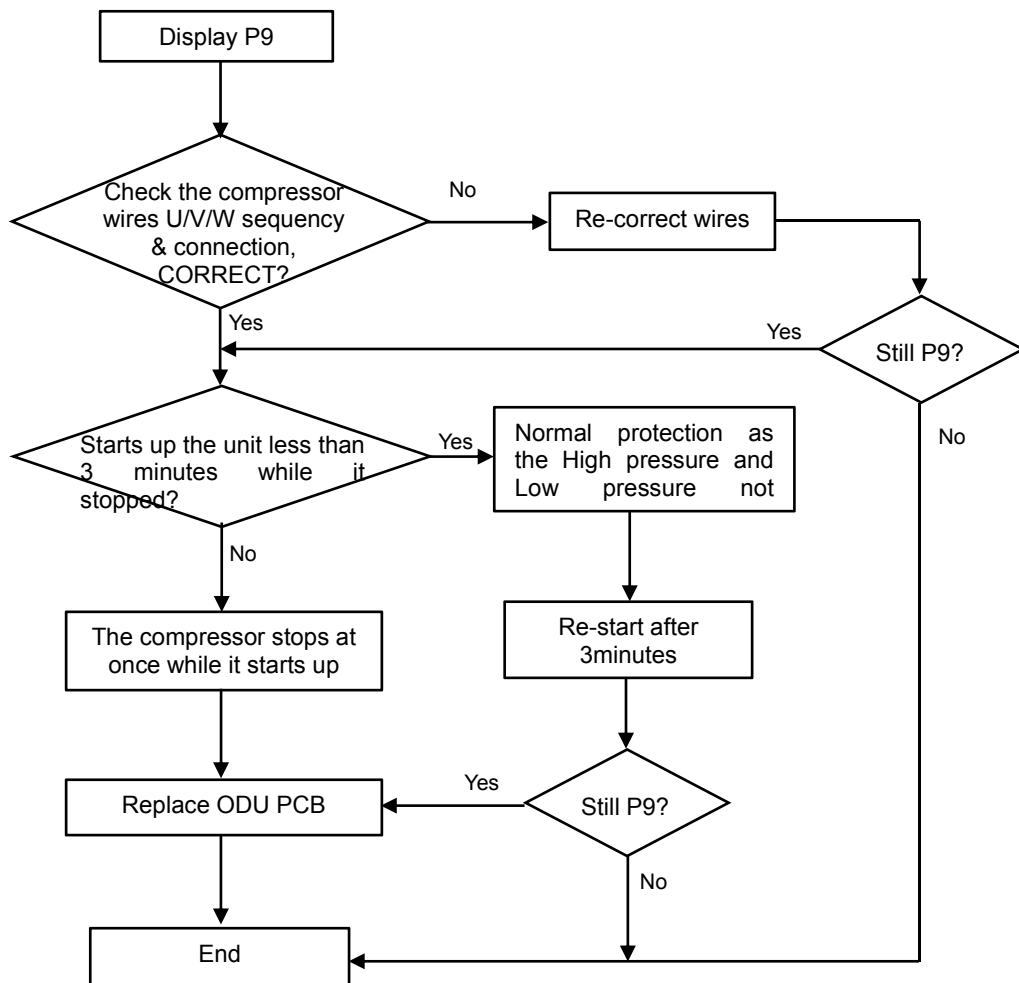 Display P9
Check the compressor
wires U/V/W sequency
& connection,
CORRECT?
No
Re-correct wires
Yes
Yes
Still P9?
No
Starts up the unit less than
3 minutes while it
stopped?
Yes
Normal protection as
the High pressure and
Low pressure not
No
The compressor stops at
once while it starts up
Re-start after
3minutes
Replace ODU PCB
Yes
Still P9?
No
End